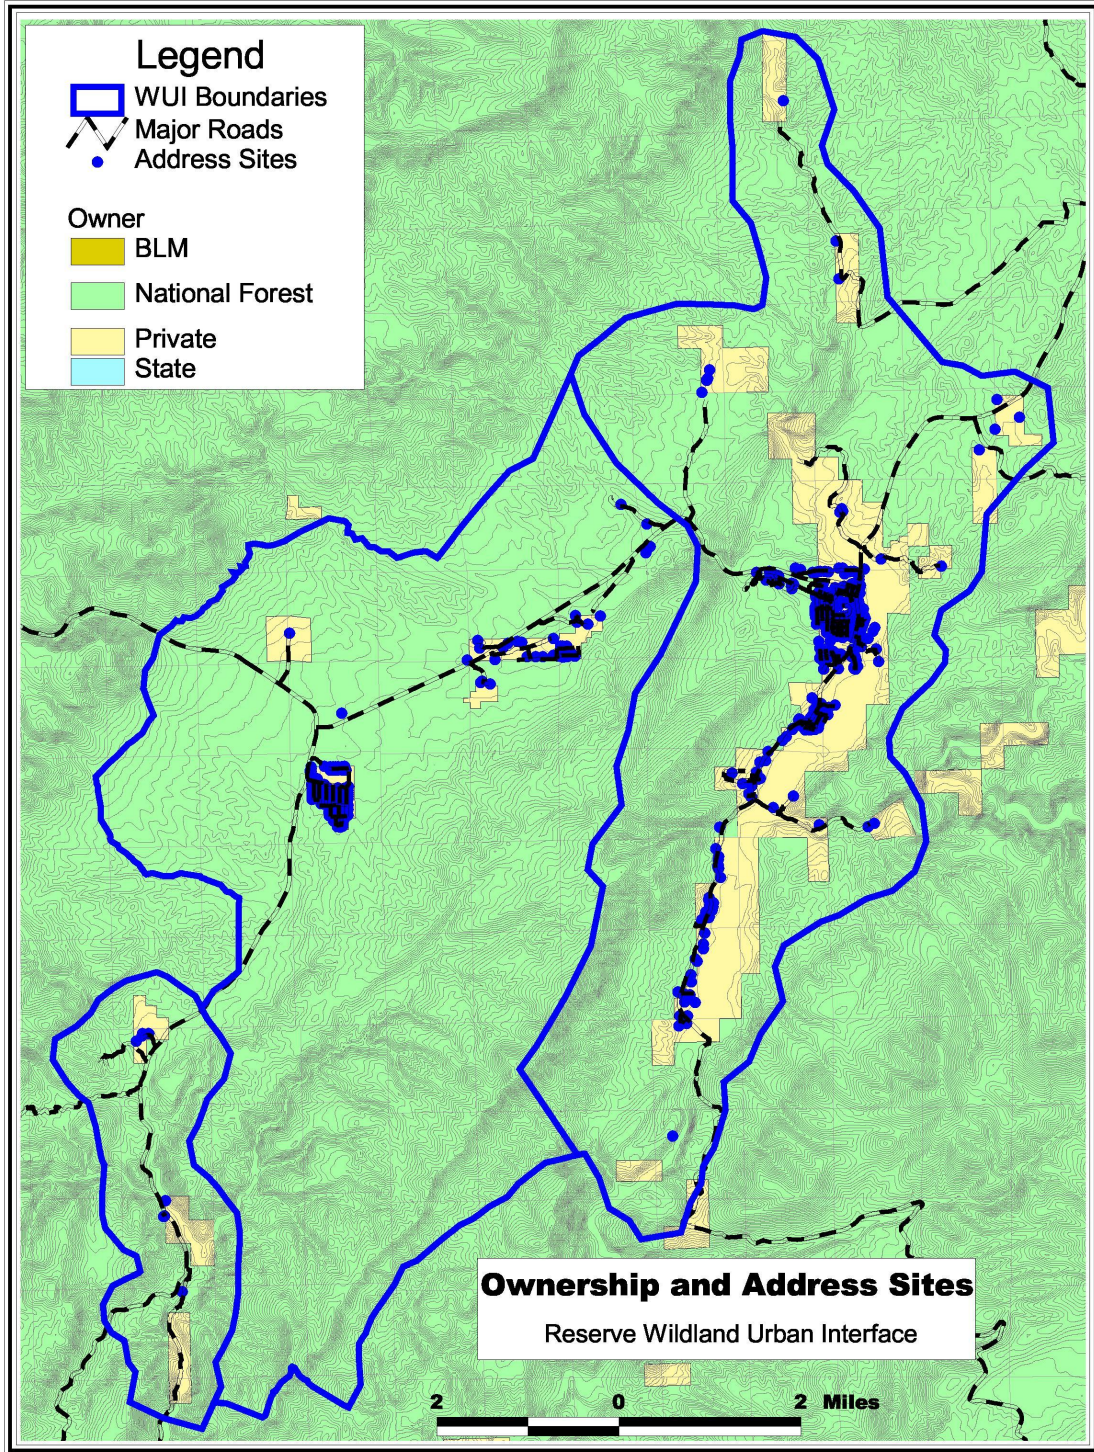 Legend
WUI Boundaries
Major Roads
Address Sites
Owner
BLM
National Forest
Private
State
Ownership and Address Sites
Reserve Wildland Urban Interface
2 0 2 Miles